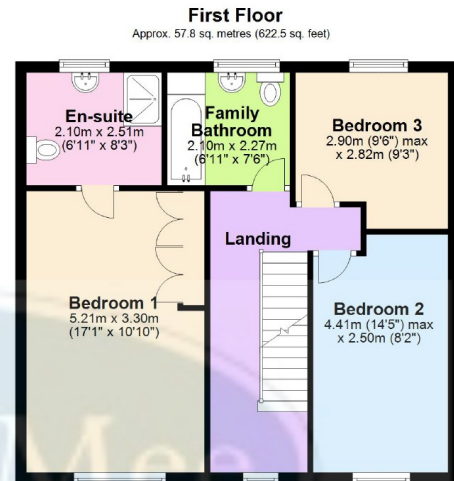 First Floor
Approx. 57.8 sq. metres (622.5 sq. feet)
En-suite
2.10m x 2.51m
(6'11" x 8'3")
Family
Bathroom
2.10m x 2.27m
(6'11" x 7'6")
Bedroom 3
2.90m (9'6") max
x 2.82m (9'3")
Landing
Bedroom 1
5.21m x 3.30m
(17'1" x 10'10")
Bedroom 2
4.41m (14'5") max
x 2.50m (8'2")
Mee